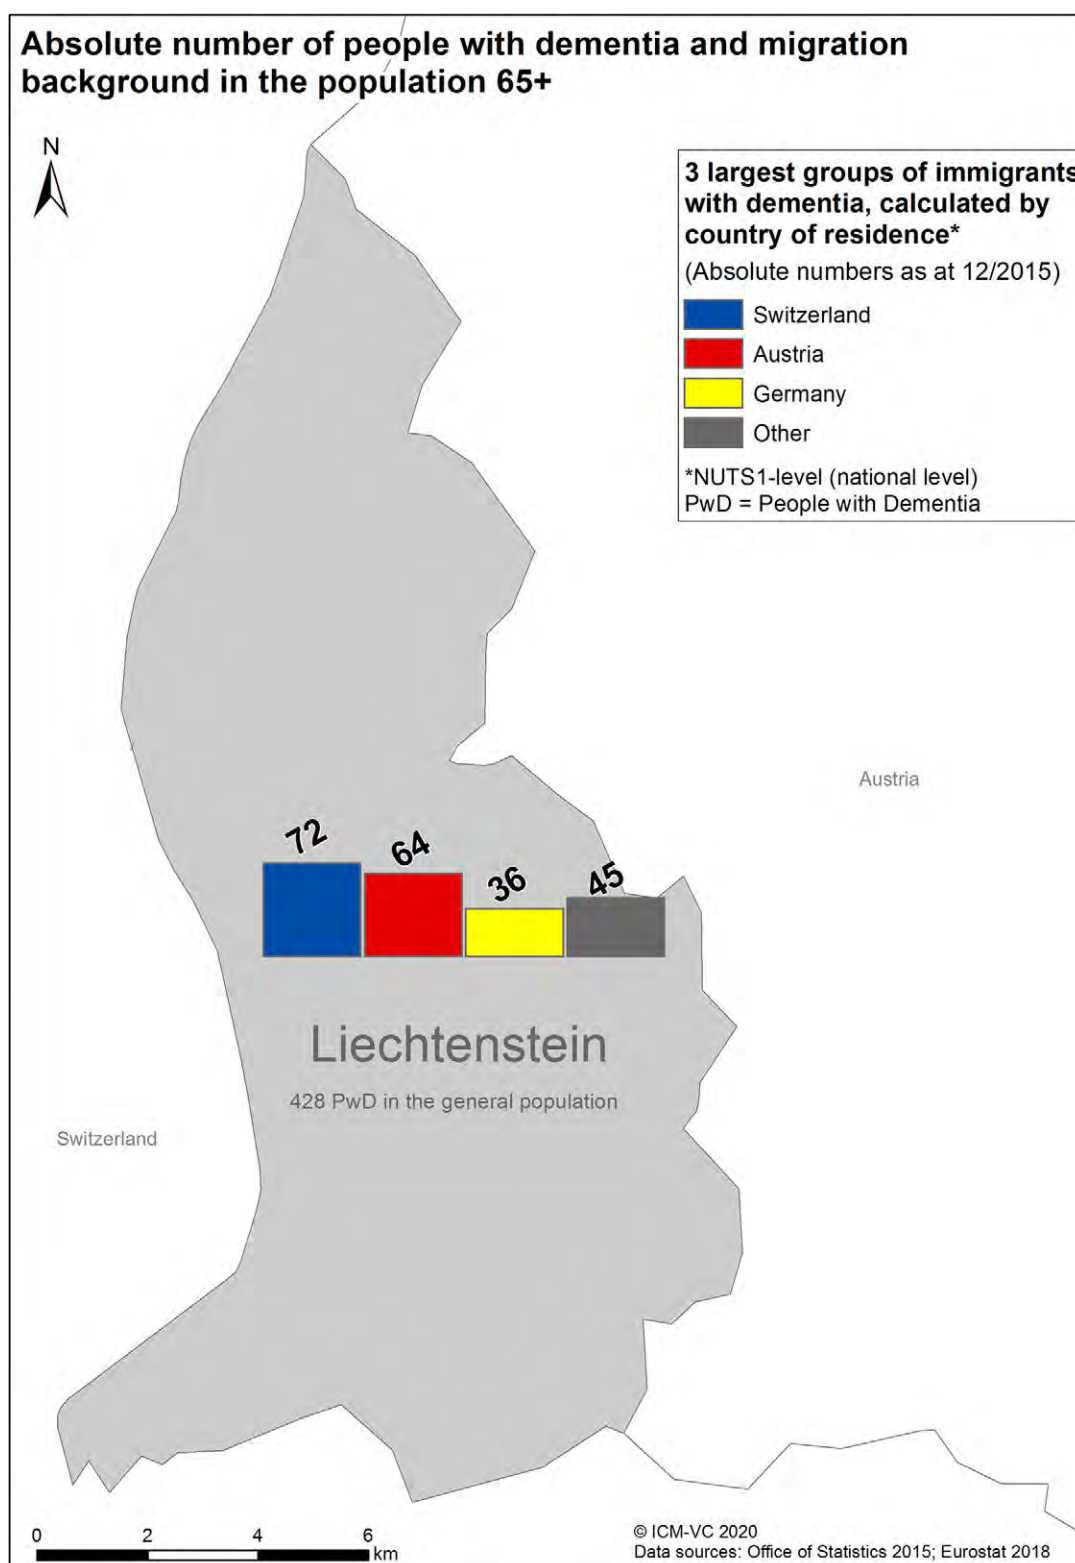 Absolute number of people with dementia and migration
background in the population 65+
N
3 largest groups of immigrants
with dementia, calculated by
country of residence*
(Absolute numbers as at 12/2015)
Switzerland
Austria
Germany
Other
*NUTS1-level (national level)
PwD = People with Dementia
Austria
72
64
36
45
Liechtenstein
428 PwD in the general population
Switzerland
0 2 4 6
km
© ICM-VC 2020
Data sources: Office of Statistics 2015; Eurostat 2018